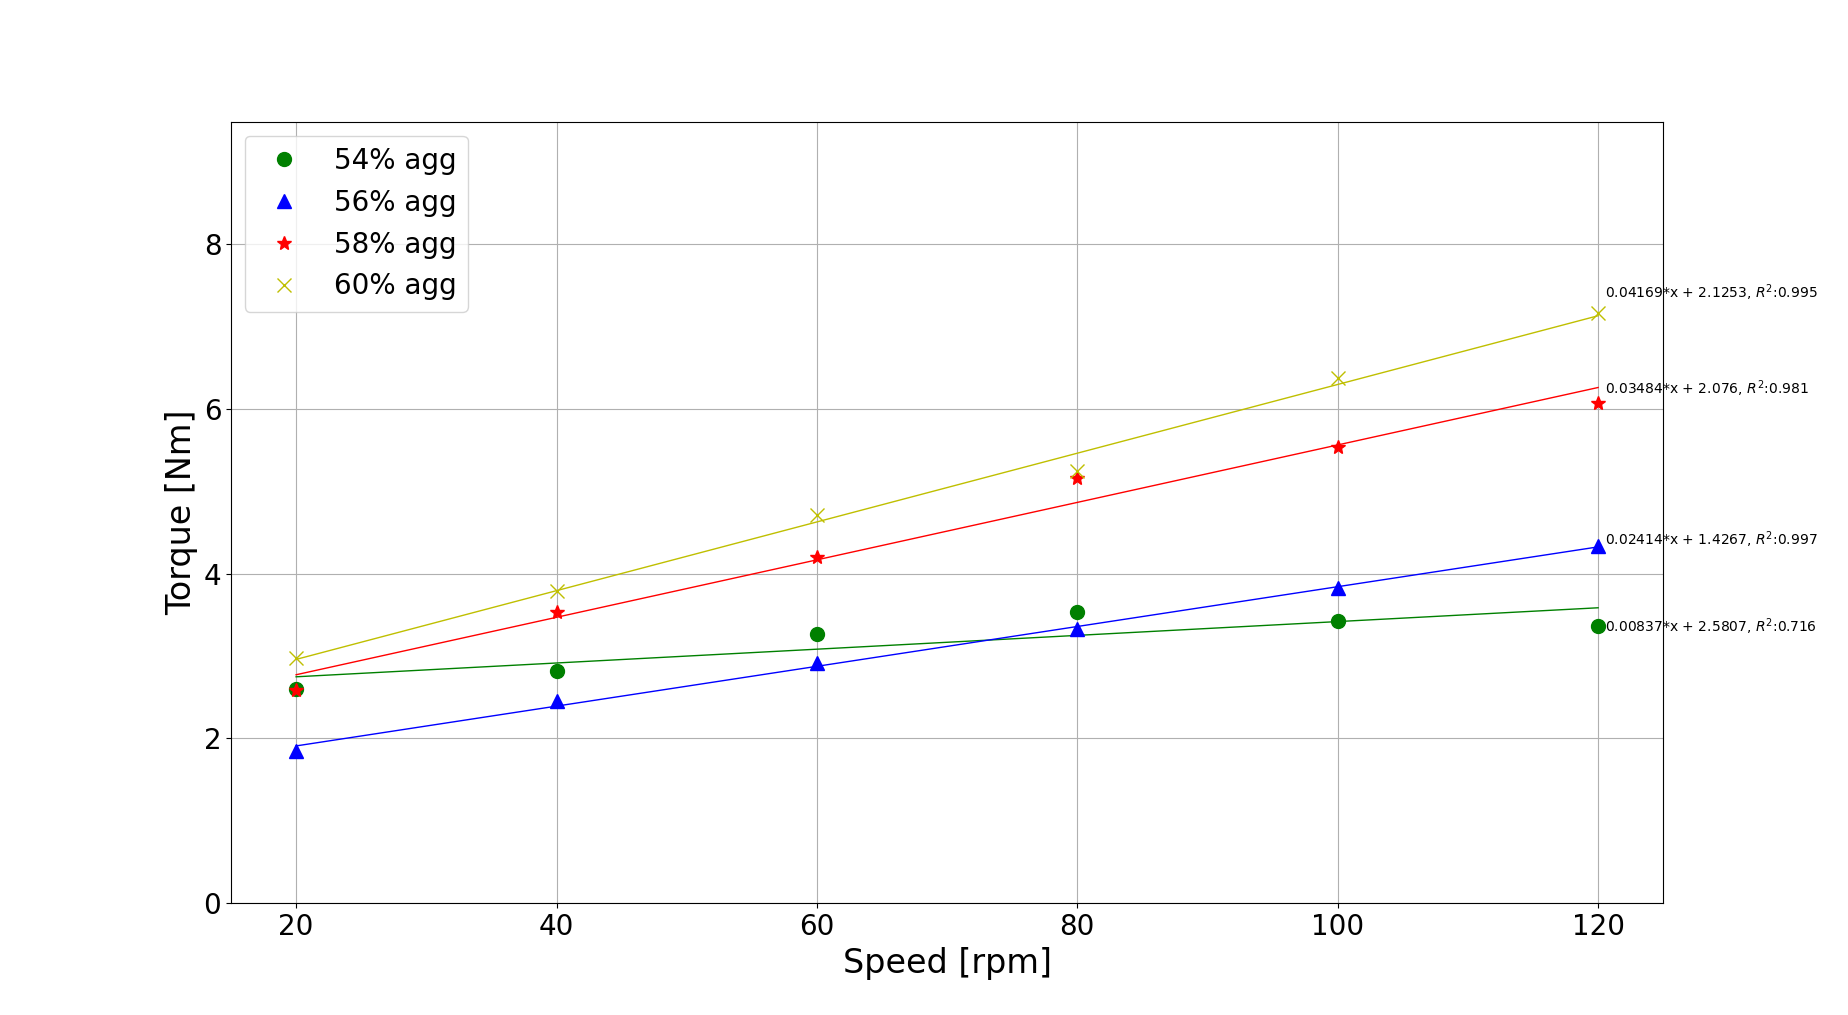 54% agg
56% agg
58% agg
60% agg
8
6
4
2
0
Torque [Nm]
0.04169*x + 2.1253, R²:0.995
0.03484*x + 2.076, R²:0.981
0.02414*x + 1.4267, R²:0.997
0.00837*x + 2.5807, R²:0.716
20 40 60 80 100 120
Speed [rpm]